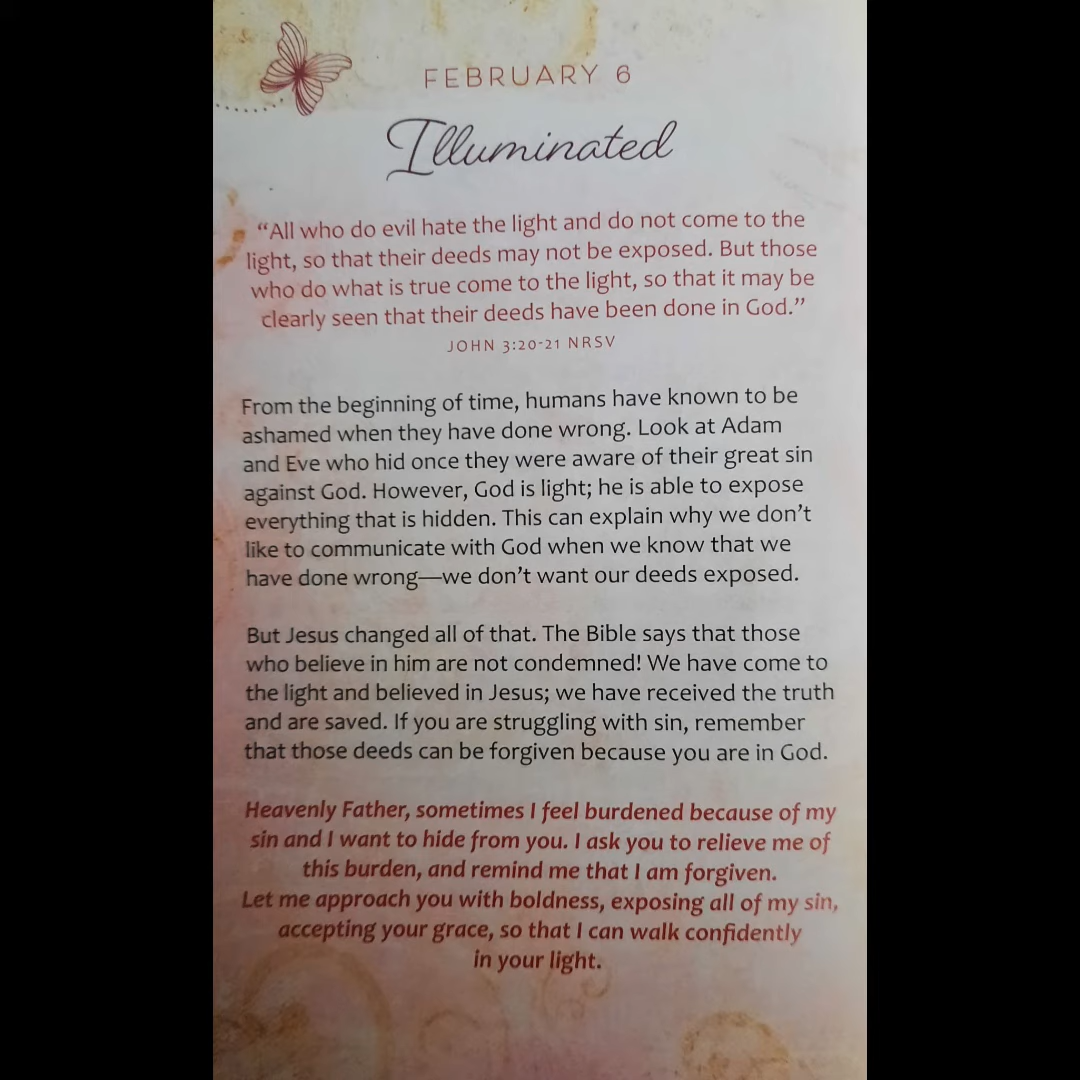 FEBRUARY 6
Illuminated
“All who do evil hate the light and do not come to the
light, so that their deeds may not be exposed. But those
who do what is true come to the light, so that it may be
clearly seen that their deeds have been done in God.”
JOHN 3:20-21 NRSV
From the beginning of time, humans have known to be
ashamed when they have done wrong. Look at Adam
and Eve who hid once they were aware of their great sin
against God. However, God is light; he is able to expose
everything that is hidden. This can explain why we don’t
like to communicate with God when we know that we
have done wrong—we don’t want our deeds exposed.
But Jesus changed all of that. The Bible says that those
who believe in him are not condemned! We have come to
the light and believed in Jesus; we have received the truth
and are saved. If you are struggling with sin, remember
that those deeds can be forgiven because you are in God.
Heavenly Father, sometimes I feel burdened because of my
sin and I want to hide from you. I ask you to relieve me of
this burden, and remind me that I am forgiven.
Let me approach you with boldness, exposing all of my sin,
accepting your grace, so that I can walk confidently
in your light.